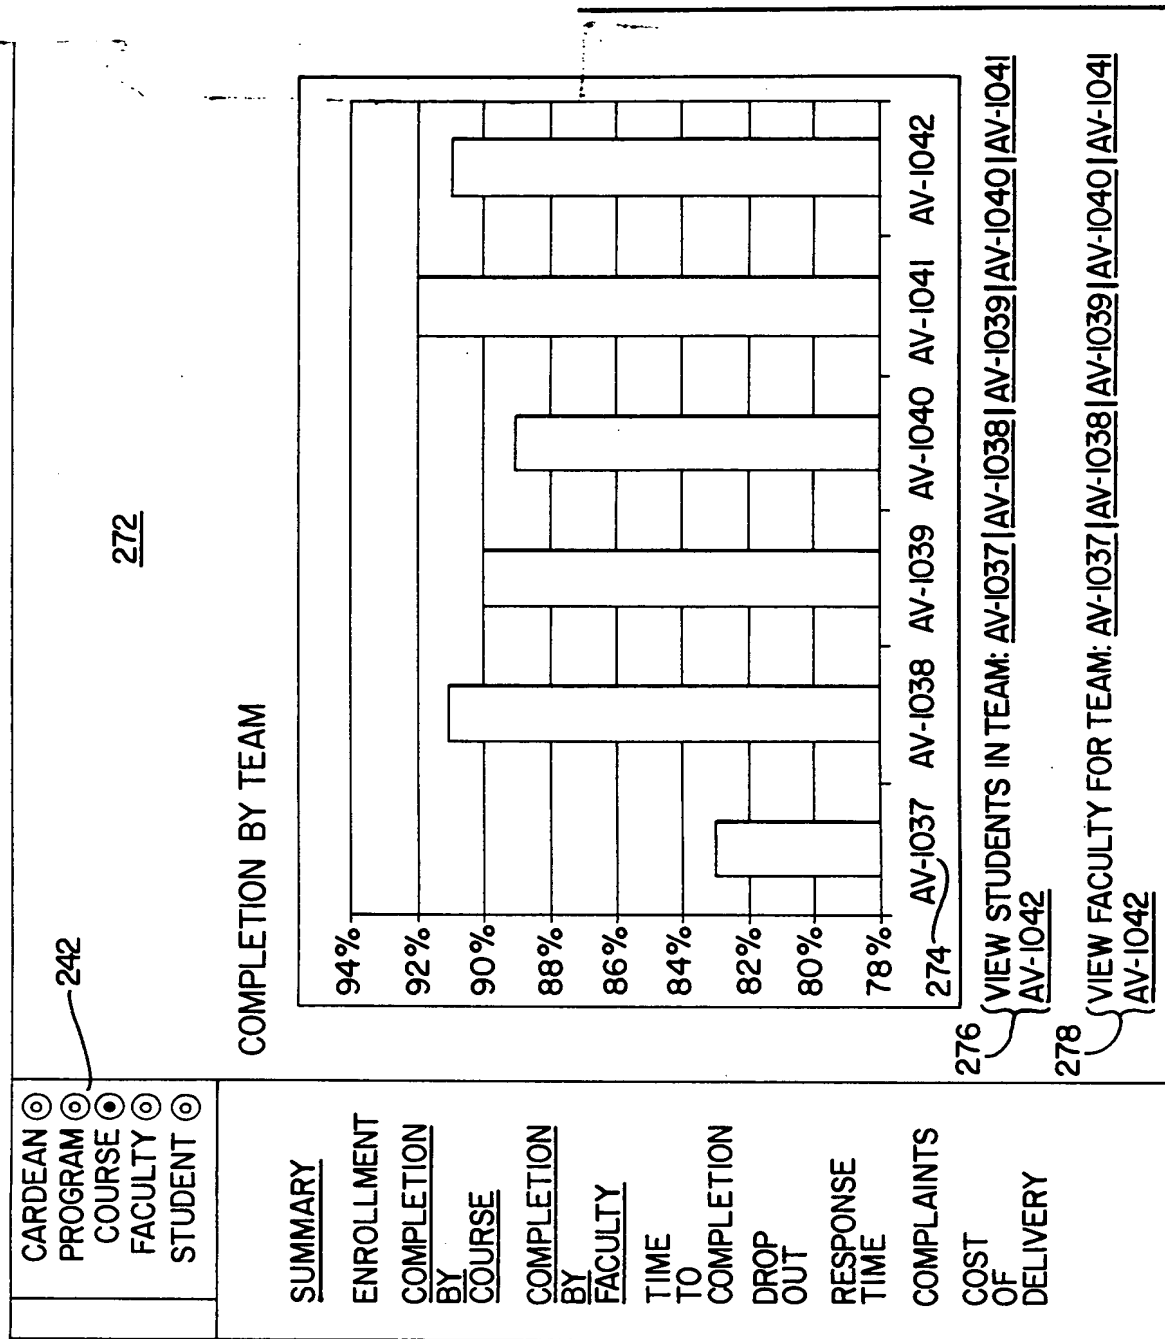 CARDEAN
PROGRAM
COURSE
FACULTY
STUDENT
242
272
SUMMARY
ENROLLMENT
COMPLETION
BY
COURSE
COMPLETION
BY
FACULTY
TIME
TO
COMPLETION
DROP
OUT
RESPONSE
TIME
COMPLAINTS
COST
OF
DELIVERY
COMPLETION BY TEAM
94%
92%
90%
88%
86%
84%
82%
80%
78%
AV-1037 AV-1038 AV-1039 AV-1040 AV-1041 AV-1042
274
276
VIEW STUDENTS IN TEAM: AV-1037|AV-1038|AV-1039|AV-1040|AV-1041
AV-1042
278
VIEW FACULTY FOR TEAM: AV-1037|AV-1038|AV-1039|AV-1040|AV-1041
AV-1042